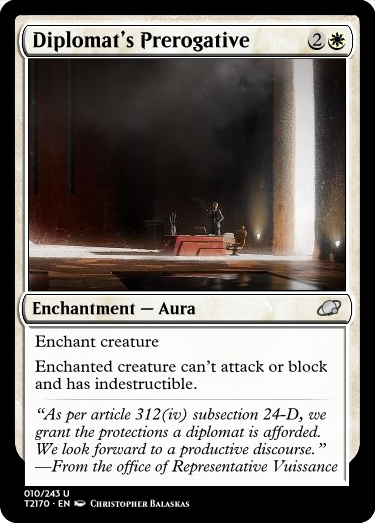 Diplomat's Prerogative 2
Enchantment — Aura
Enchant creature
Enchanted creature can't attack or block
and has indestructible.
“As per article 312(iv) subsection 24-D, we
grant the protections a diplomat is afforded.
We look forward to a productive discourse.”
—From the office of Representative Vuissance
010/243 U
T2170 · EN Christopher Balaskas